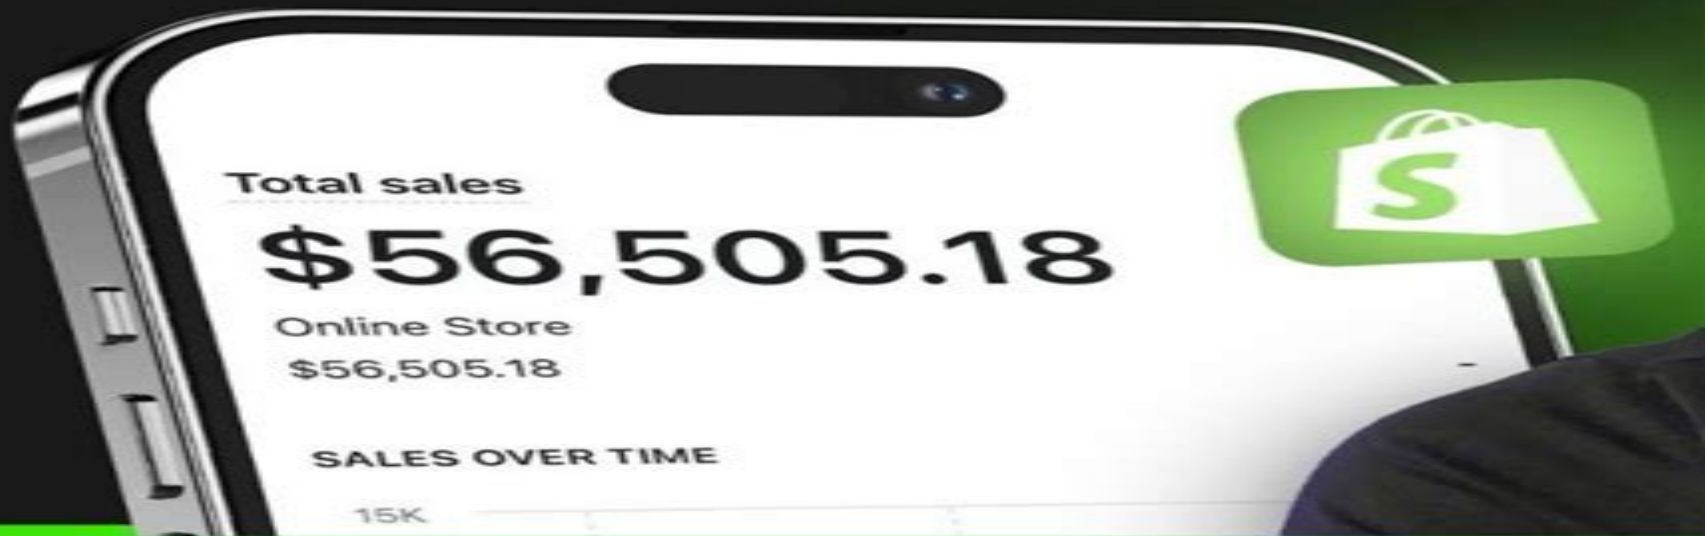 Total sales
$56,505.18
Online Store
$56,505.18
-
SALES OVER TIME
15K
S